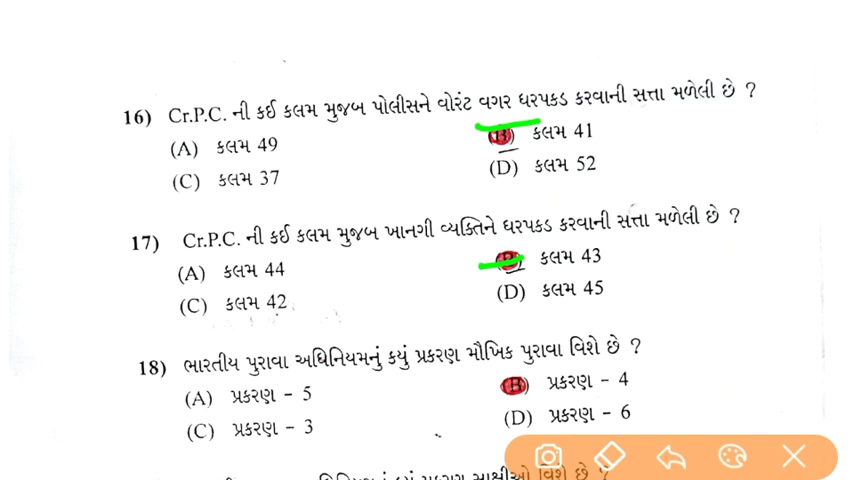 16) Cr.P.C. ની કઈ કલમ મુજબ પોલીસને વોરંટ વગર ધરપકડ કરવાની સત્તા મળેલી છે ?
(A) કલમ 49 (B) કલમ 41
(C) કલમ 37 (D) કલમ 52
17) Cr.P.C. ની કઈ કલમ મુજબ ખાનગી વ્યક્તિને ધરપકડ કરવાની સત્તા મળેલી છે ?
(A) કલમ 44 (B) કલમ 43
(C) કલમ 42 (D) કલમ 45
18) ભારતીય પુરાવા અધિનિયમનું કયું પ્રકરણ મૌખિક પુરાવા વિશે છે ?
(A) પ્રકરણ - 5 (B) પ્રકરણ - 4
(C) પ્રકરણ - 3 (D) પ્રકરણ - 6
કયું પ્રકરણ સાક્ષીઓ વિશે છે ?